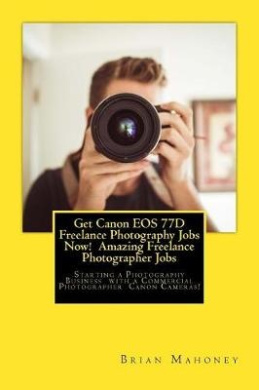 Get Canon EOS 77D
Freelance Photography Jobs
Now! Amazing Freelance
Photographer Jobs
Starting a Photography
Business with a Commercial
Photographer Canon Cameras!
Brian Mahoney